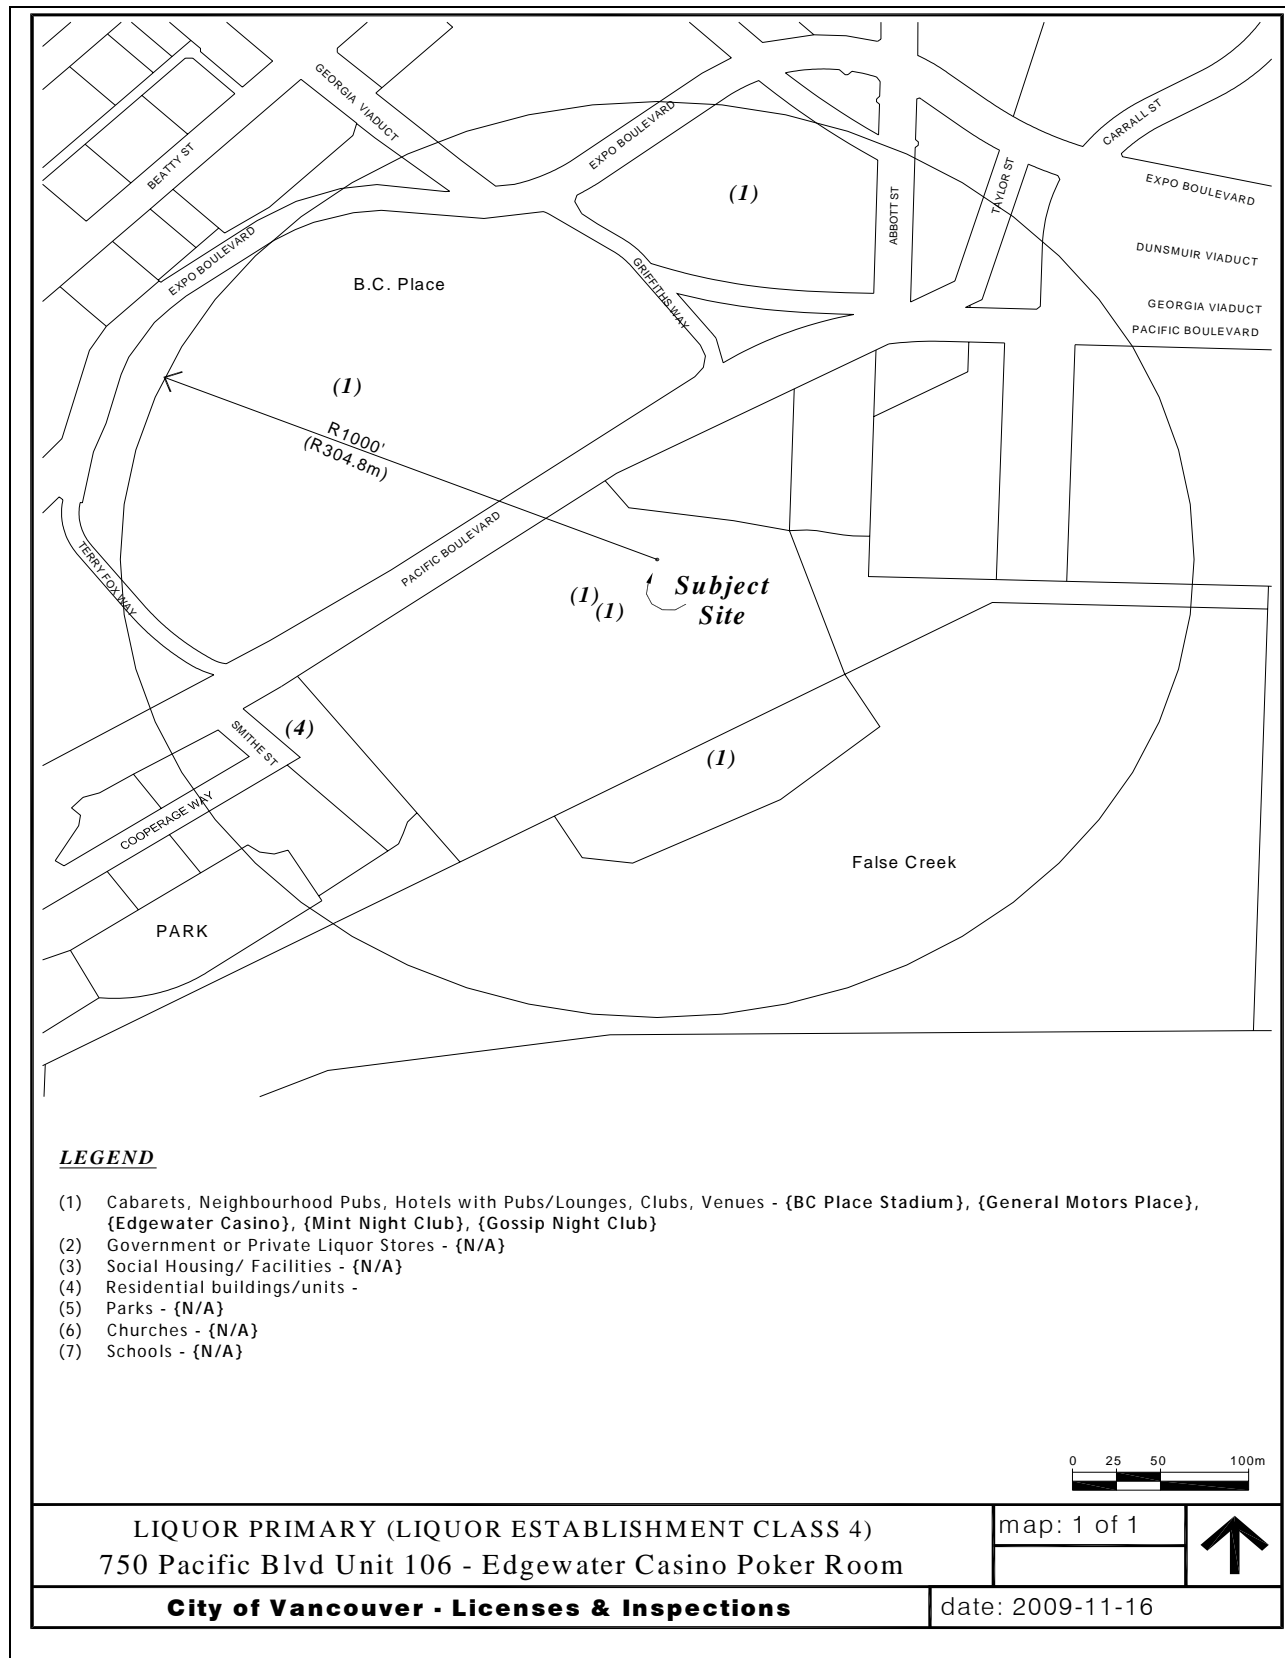 GEORGIA VIADUCT
CARRALL ST
EXPO BOULEVARD
BEATTY ST
TAYLOR ST
EXPO BOULEVARD
(1)
ABBOTT ST
EXPO BOULEVARD
DUNSMUIR VIADUCT
B.C. Place
GRIFFITHS WAY
GEORGIA VIADUCT
PACIFIC BOULEVARD
(1)
R1000'
(R304.8m)
PACIFIC BOULEVARD
TERRY FOX WAY
(1)
(1)
Subject
Site
SMITHE ST
(4)
(1)
COOPERAGE WAY
False Creek
PARK
LEGEND
(1) Cabarets, Neighbourhood Pubs, Hotels with Pubs/Lounges, Clubs, Venues - {BC Place Stadium}, {General Motors Place},
{Edgewater Casino}, {Mint Night Club}, {Gossip Night Club}
(2) Government or Private Liquor Stores - {N/A}
(3) Social Housing/ Facilities - {N/A}
(4) Residential buildings/units -
(5) Parks - {N/A}
(6) Churches - {N/A}
(7) Schools - {N/A}
0 25 50 100m
LIQUOR PRIMARY (LIQUOR ESTABLISHMENT CLASS 4)
750 Pacific Blvd Unit 106 - Edgewater Casino Poker Room
map: 1 of 1
City of Vancouver - Licenses & Inspections
date: 2009-11-16